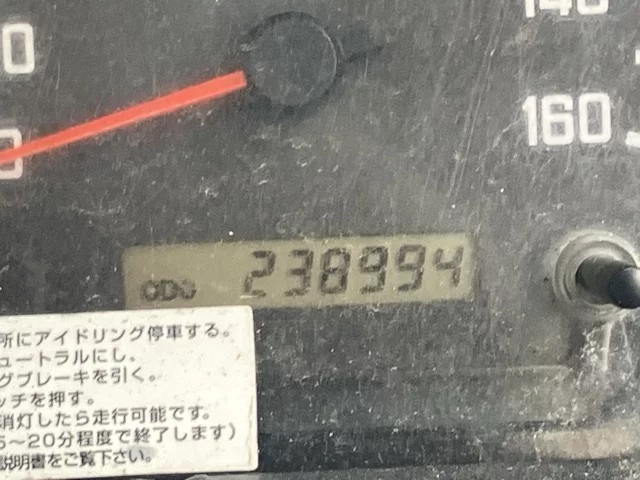 140
0
160
0
ODO 238994
所にアイドリング停車する。
ュートラルにし、
グブレーキを引く。
ッチを押す。
消灯したら走行可能です。
5～20分程度で終了します)
説明書をご覧下さい。